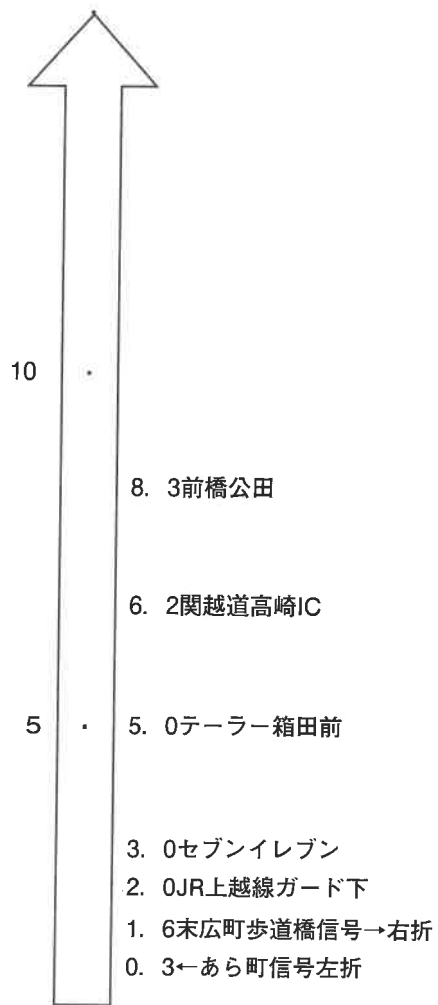 10
8. 3前橋公田
6. 2関越道高崎IC
5 5. 0テーラー箱田前
3. 0セブンイレブン
2. 0JR上越線ガード下
1. 6末広町歩道橋信号→右折
0. 3←あら町信号左折